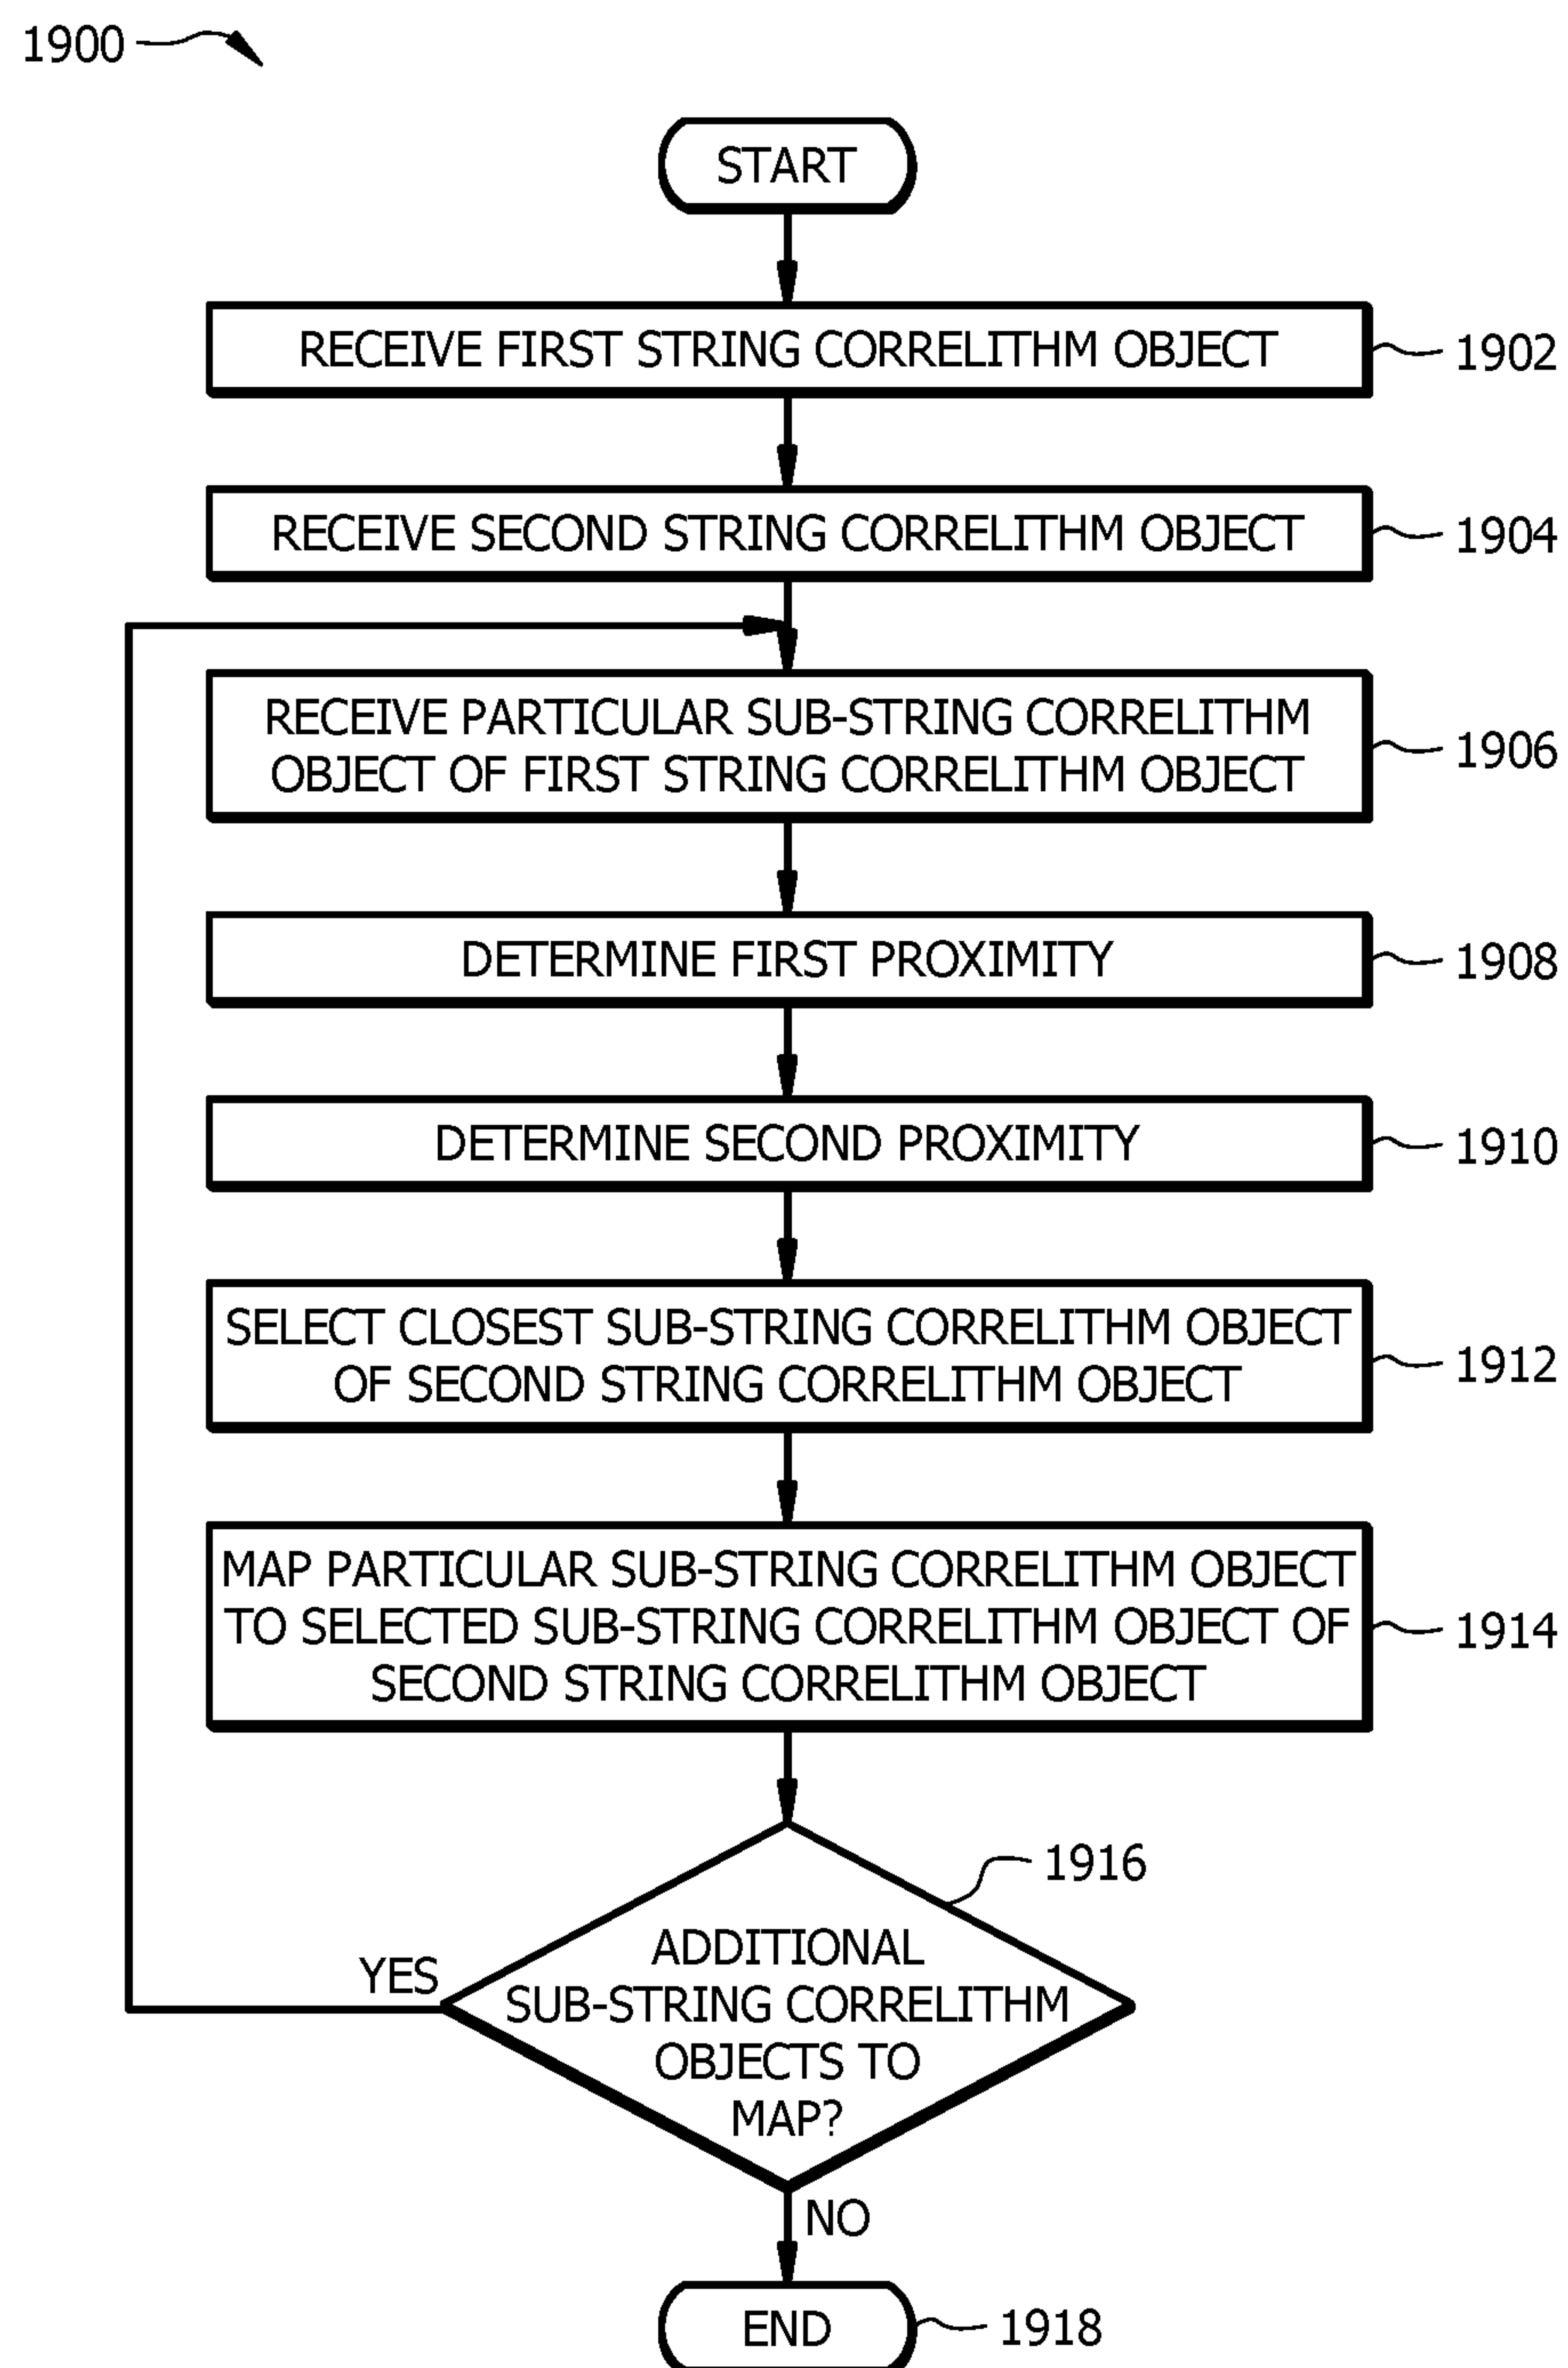 1900
START
RECEIVE FIRST STRING CORRELITHM OBJECT
1902
RECEIVE SECOND STRING CORRELITHM OBJECT
1904
RECEIVE PARTICULAR SUB-STRING CORRELITHM
OBJECT OF FIRST STRING CORRELITHM OBJECT
1906
DETERMINE FIRST PROXIMITY
1908
DETERMINE SECOND PROXIMITY
1910
SELECT CLOSEST SUB-STRING CORRELITHM OBJECT
OF SECOND STRING CORRELITHM OBJECT
1912
MAP PARTICULAR SUB-STRING CORRELITHM OBJECT
TO SELECTED SUB-STRING CORRELITHM OBJECT OF
SECOND STRING CORRELITHM OBJECT
1914
1916
ADDITIONAL
SUB-STRING CORRELITHM
OBJECTS TO
MAP?
YES
NO
END
1918